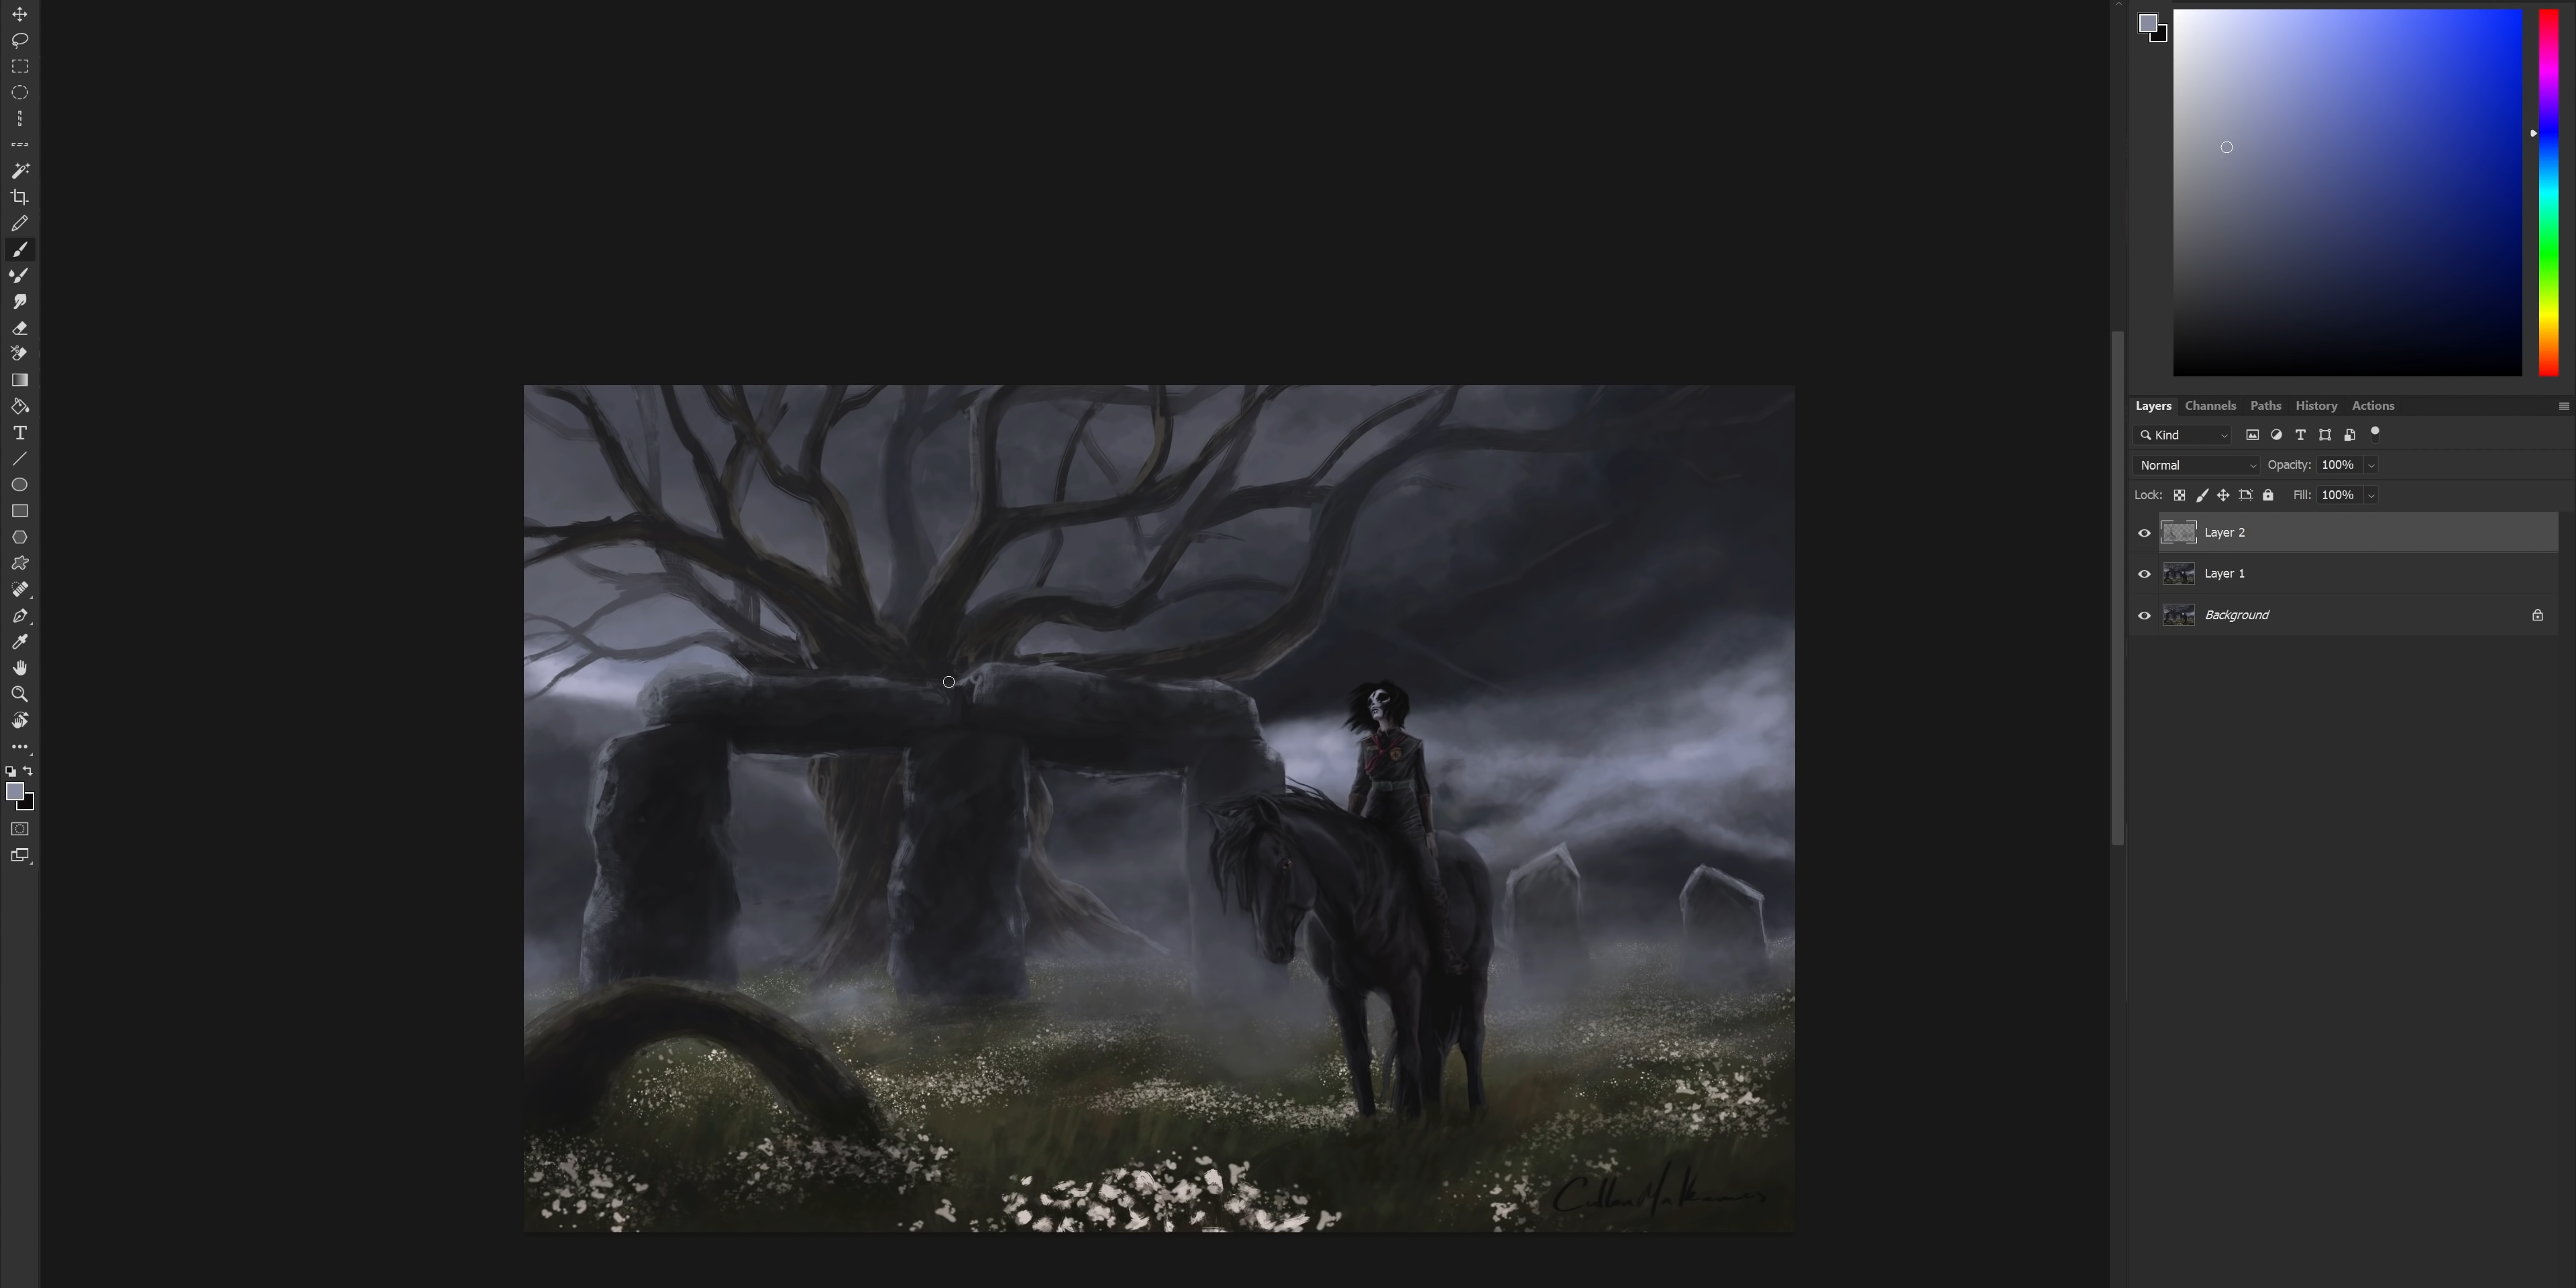 Layers Channels Paths History Actions
Kind
Normal Opacity: 100%
Lock: Fill: 100%
Layer 2
Layer 1
Background